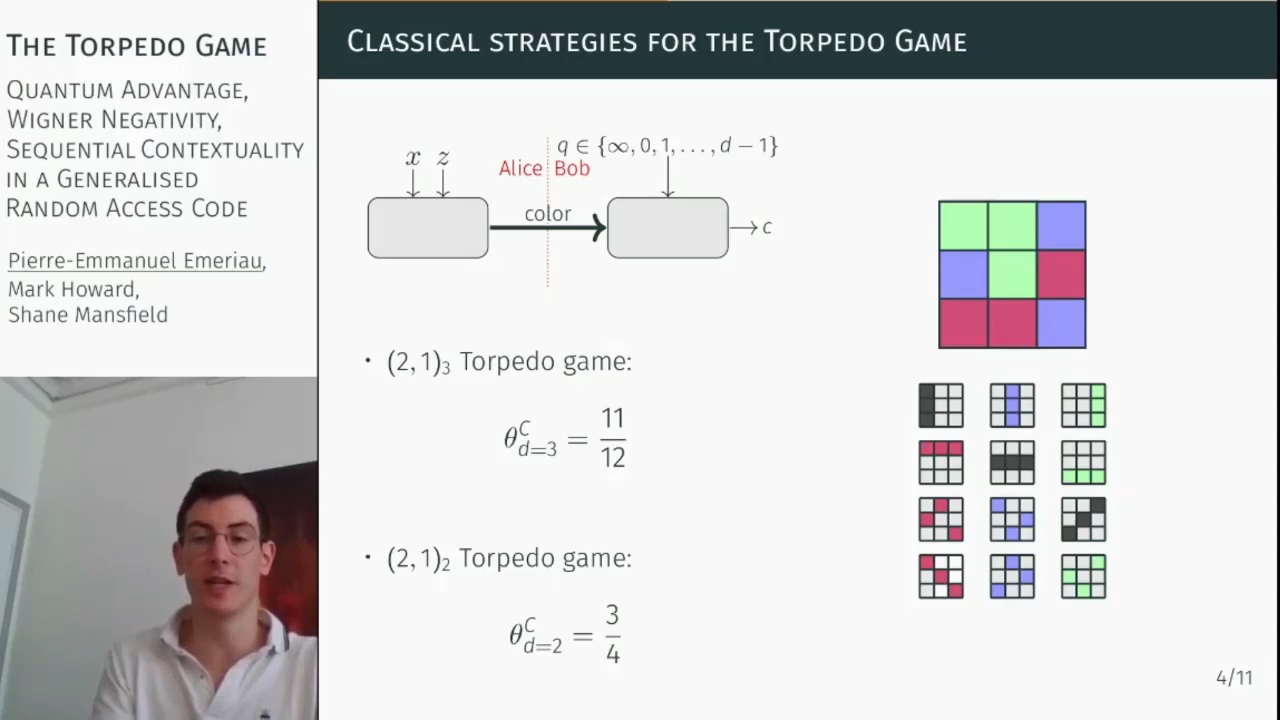 THE TORPEDO GAME
QUANTUM ADVANTAGE,
WIGNER NEGATIVITY,
SEQUENTIAL CONTEXTUALITY
IN A GENERALISED
RANDOM ACCESS CODE
Pierre-Emmanuel Emeriau,
Mark Howard,
Shane Mansfield
CLASSICAL STRATEGIES FOR THE TORPEDO GAME
q ∈ {∞, 0, 1, . . . , d − 1}
x z
Alice Bob
color
c
• (2, 1)₃ Torpedo game:
θ^C_{d=3} = 11/12
• (2, 1)₂ Torpedo game:
θ^C_{d=2} = 3/4
4/11